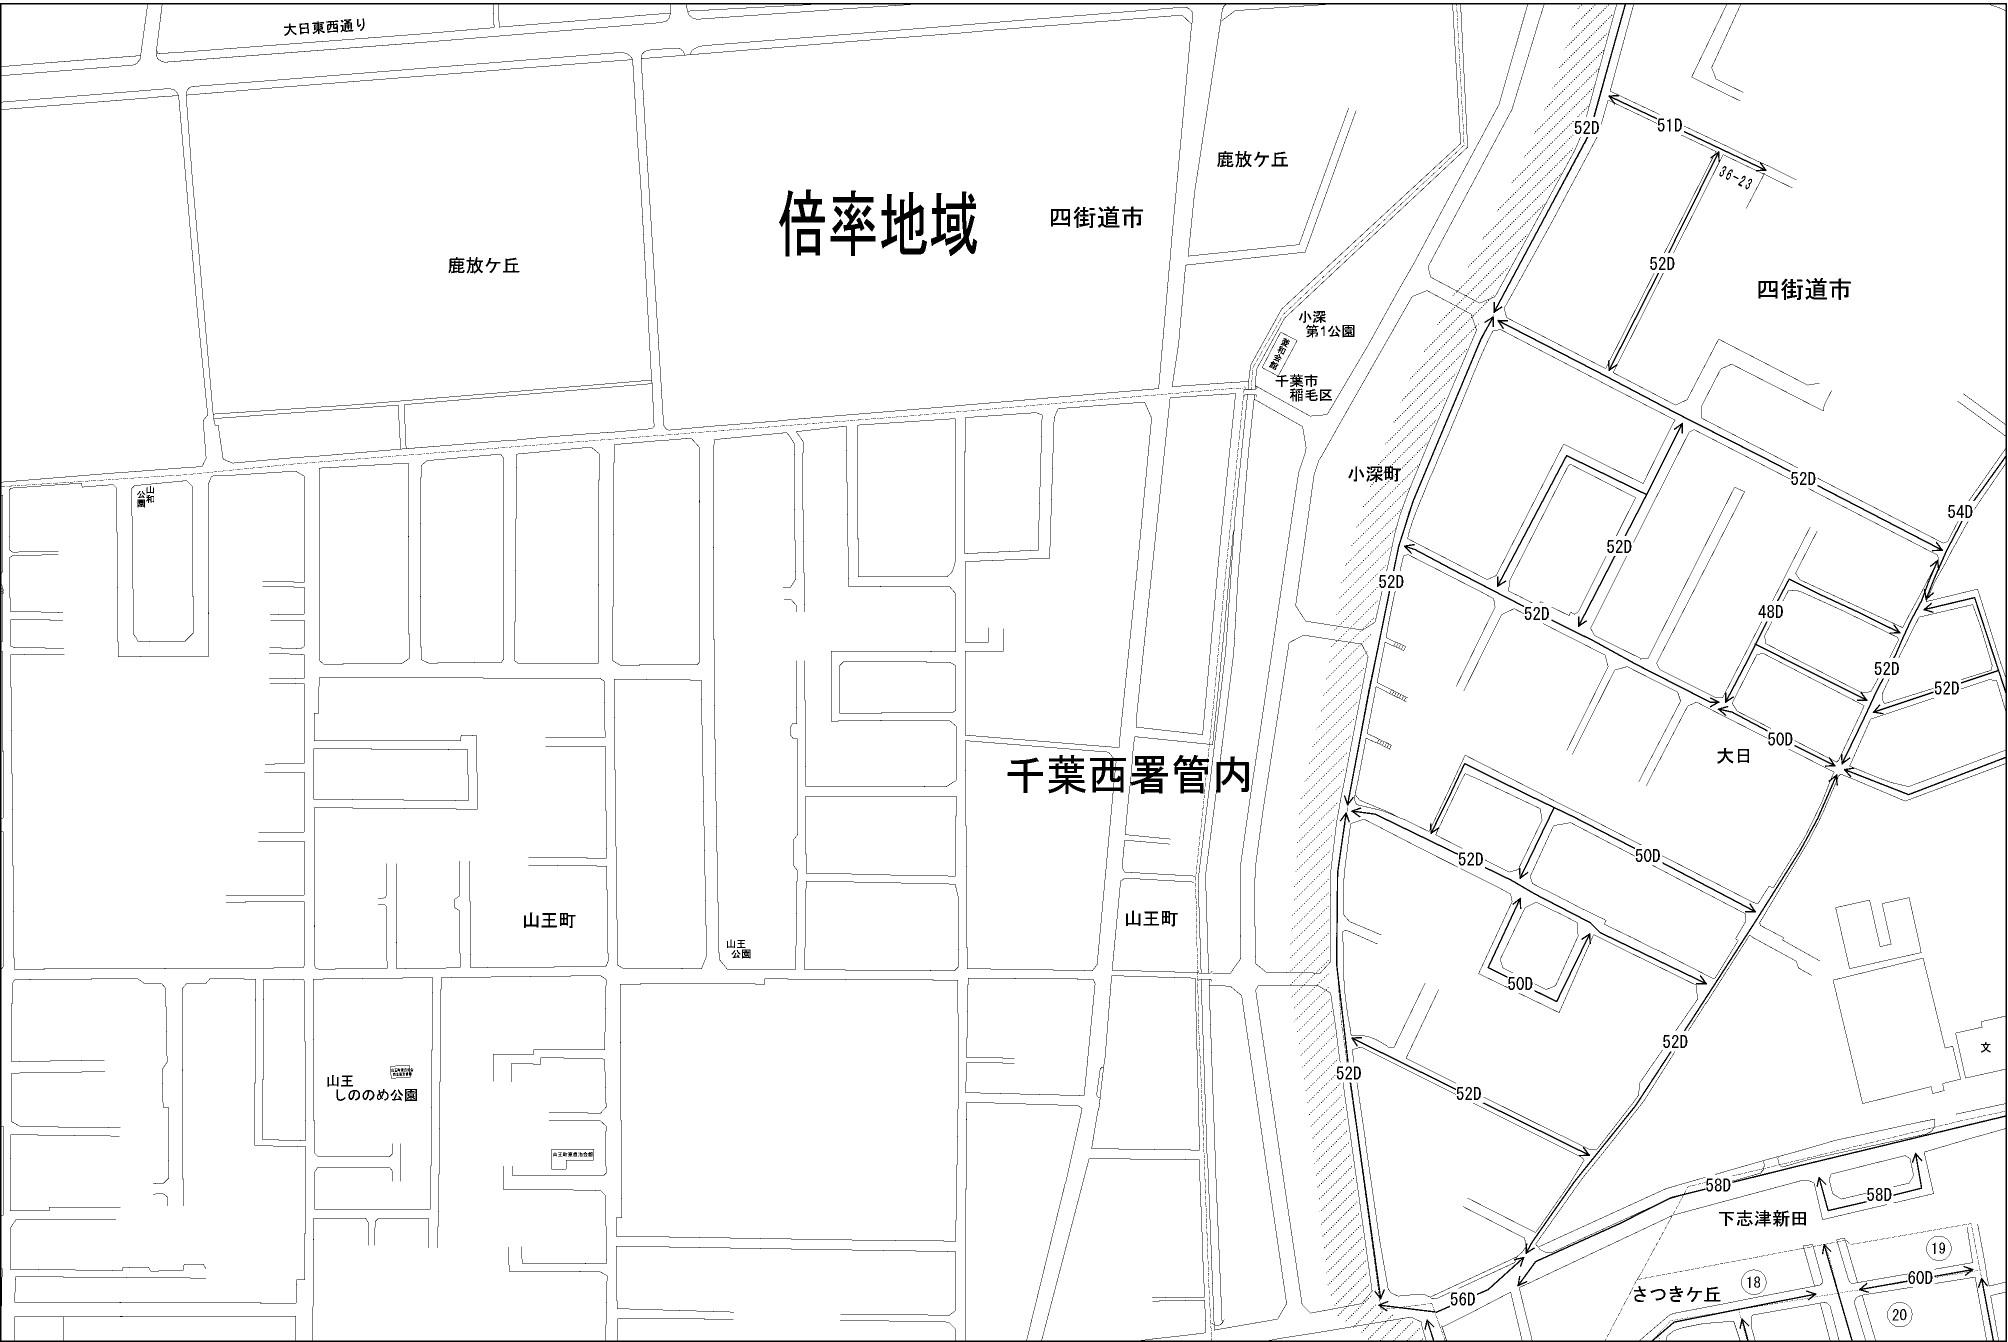 大日東西通り
52D
51D
鹿放ケ丘
36-23
倍率地域
四街道市
鹿放ケ丘
52D
四街道市
小深
第1公園
千葉市
稲毛区
小深町
52D
山和
公園
54D
52D
52D
52D
48D
52D
52D
50D
大日
千葉西署管内
52D
50D
山王町
山王町
山王
公園
50D
52D
文
52D
52D
山王
しののめ公園
58D
58D
下志津新田
19
18
60D
さつきケ丘
56D
20